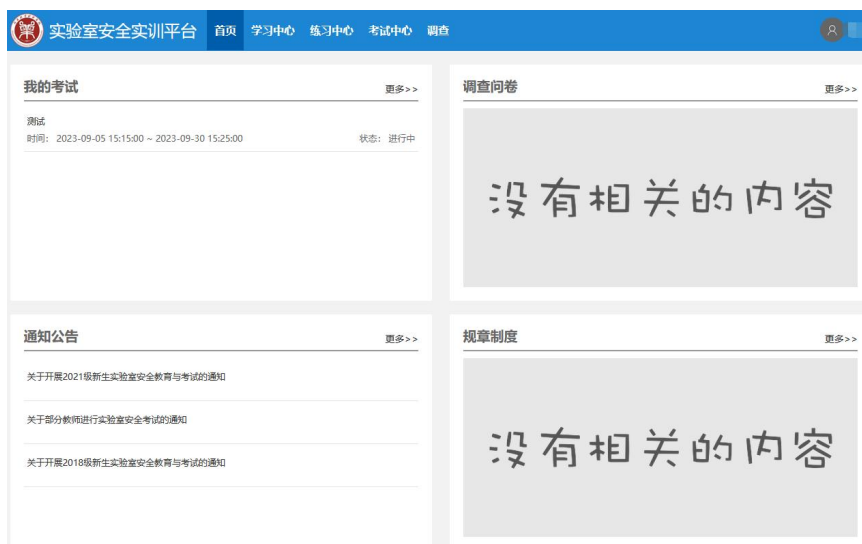 实验室安全实训平台 首页 学习中心 练习中心 考试中心 调查
我的考试 更多>>
测试
时间： 2023-09-05 15:15:00 ~ 2023-09-30 15:25:00 状态： 进行中
调查问卷 更多>>
没有相关的内容
通知公告 更多>>
关于开展2021级新生实验室安全教育与考试的通知
关于部分教师进行实验室安全考试的通知
关于开展2018级新生实验室安全教育与考试的通知
规章制度 更多>>
没有相关的内容